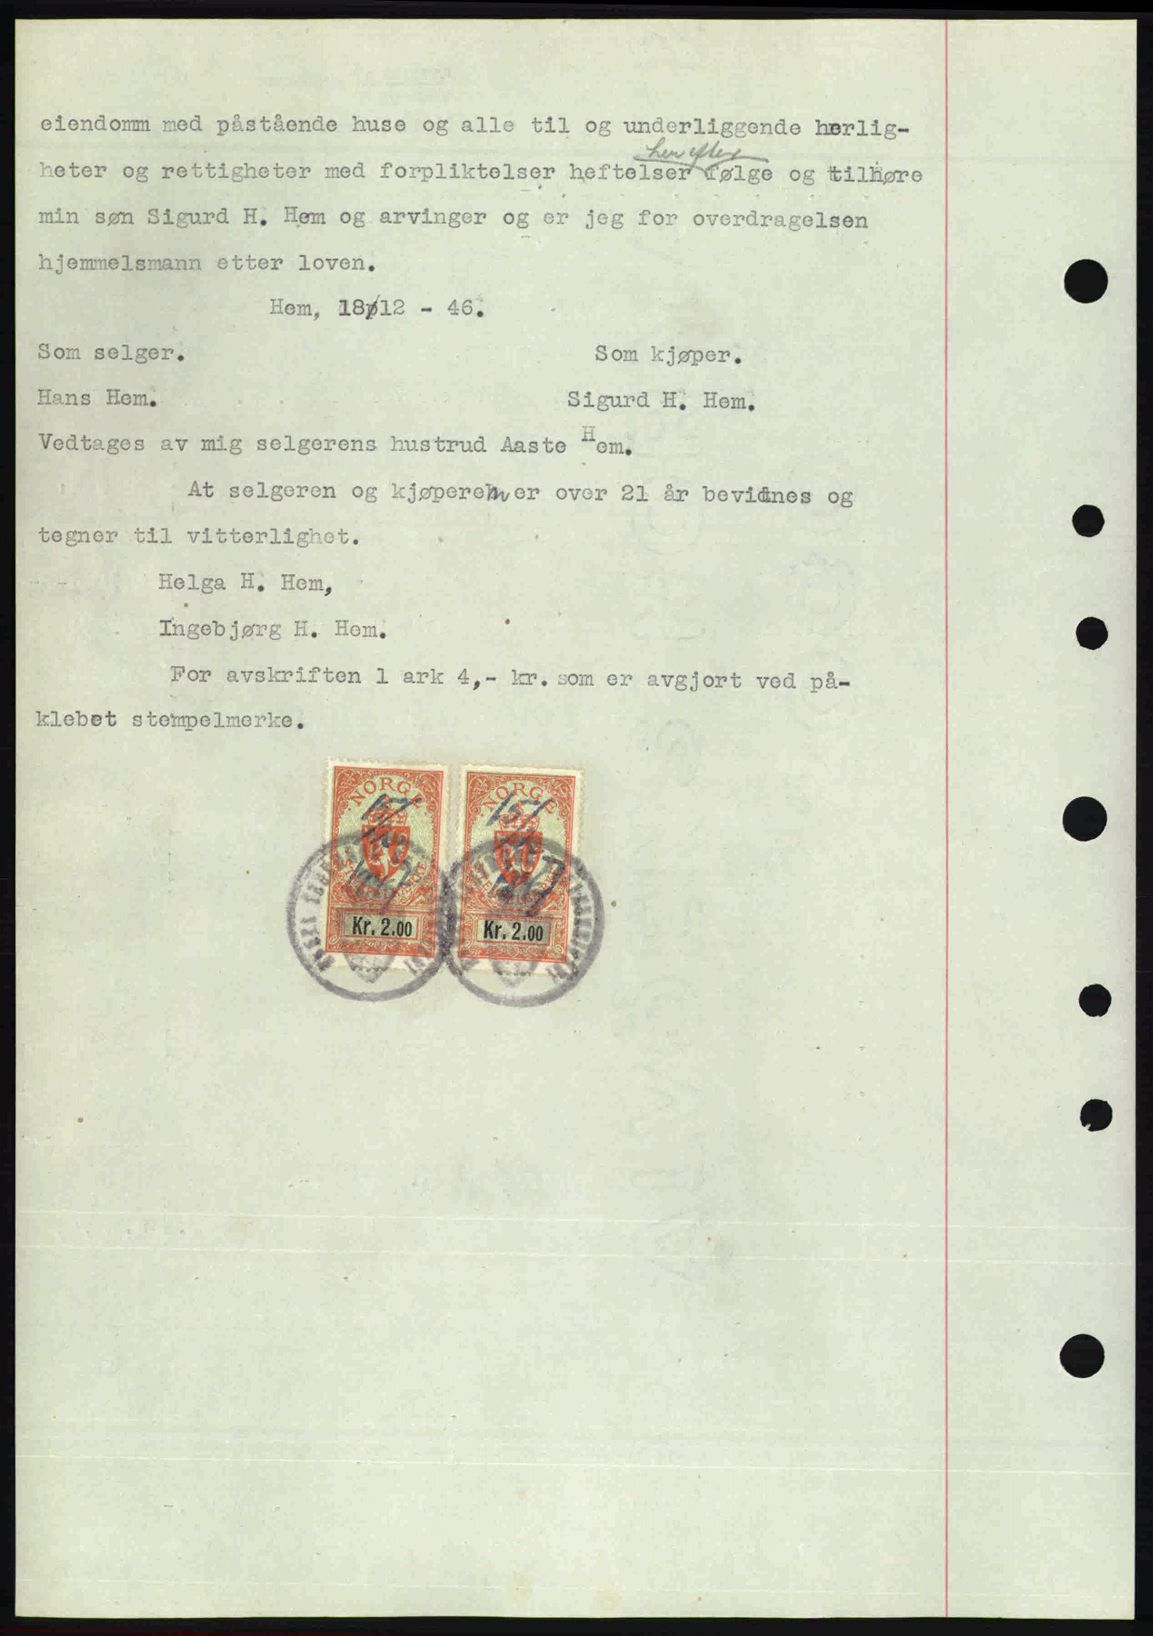 eiendomm med påstående huse og alle til og underliggende herlig-
herefter
heter og rettigheter med forpliktelser heftelser følge og tilhøre
min søn Sigurd H. Hem og arvinger og er jeg for overdragelsen
hjemmelsmann etter loven.
Hem, 18/12 - 46.
Som selger. Som kjøper.
Hans Hem. Sigurd H. Hem.
Vedtages av mig selgerens hustrud Aaste Hem.
At selgeren og kjøperen er over 21 år bevidnes og
tegner til vitterlighet.
Helga H. Hem,
Ingebjørg H. Hem.
For avskriften 1 ark 4,- kr. som er avgjort ved på-
klebet stempelmerke.
NORGE NORGE
Kr. 2.00 Kr. 2.00